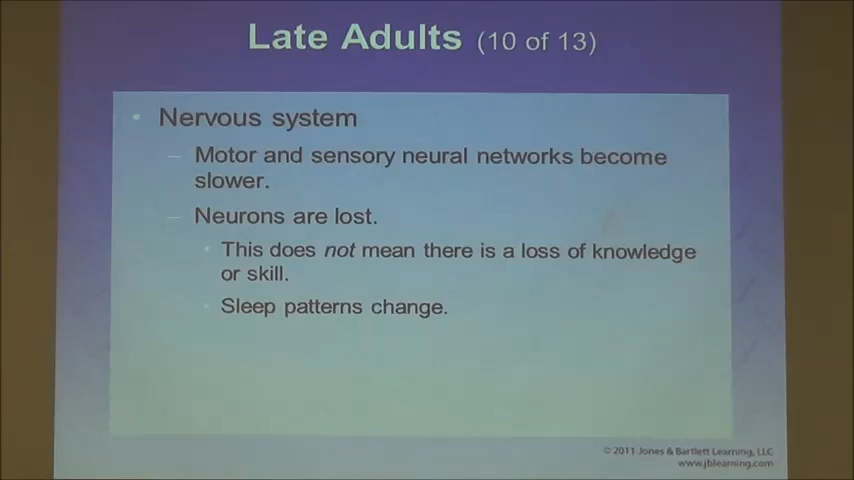 Late Adults (10 of 13)
• Nervous system
– Motor and sensory neural networks become
slower.
– Neurons are lost.
• This does not mean there is a loss of knowledge
or skill.
• Sleep patterns change.
© 2011 Jones & Bartlett Learning, LLC
www.jblearning.com